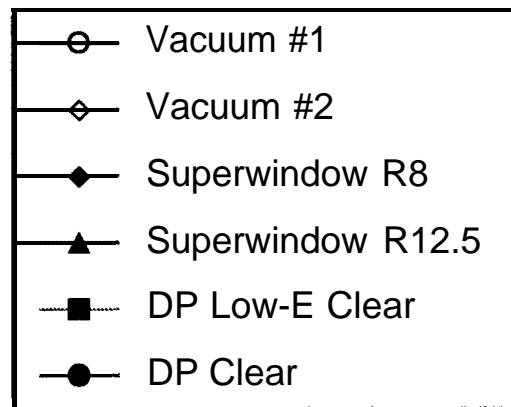 Vacuum #1
Vacuum #2
Superwindow R8
Superwindow R12.5
DP Low-E Clear
DP Clear